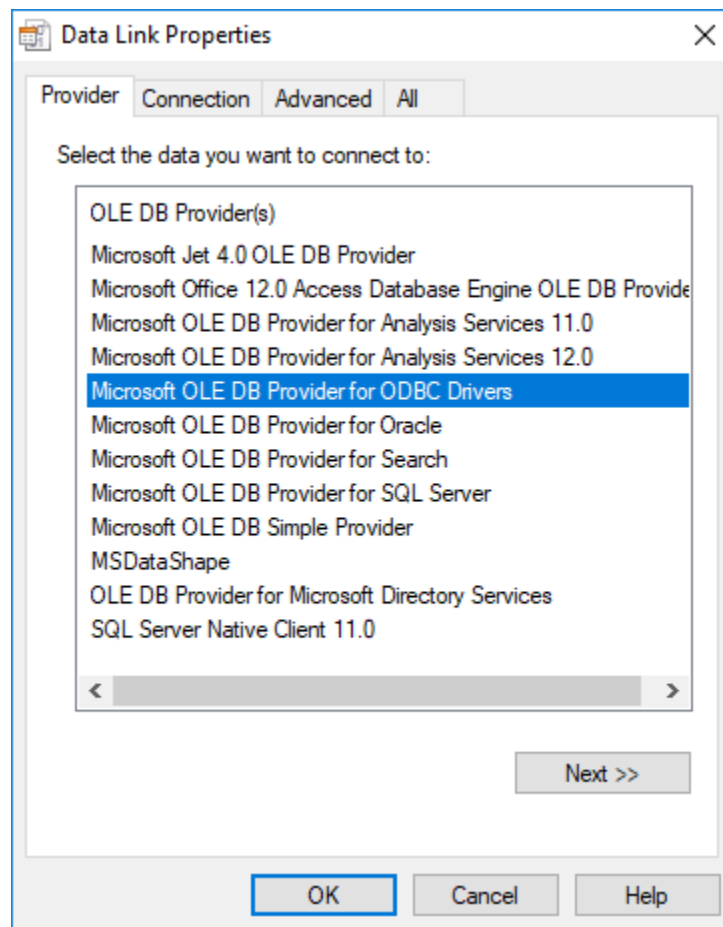 Data Link Properties
Provider Connection Advanced All
Select the data you want to connect to:
OLE DB Provider(s)
Microsoft Jet 4.0 OLE DB Provider
Microsoft Office 12.0 Access Database Engine OLE DB Provide
Microsoft OLE DB Provider for Analysis Services 11.0
Microsoft OLE DB Provider for Analysis Services 12.0
Microsoft OLE DB Provider for ODBC Drivers
Microsoft OLE DB Provider for Oracle
Microsoft OLE DB Provider for Search
Microsoft OLE DB Provider for SQL Server
Microsoft OLE DB Simple Provider
MSDataShape
OLE DB Provider for Microsoft Directory Services
SQL Server Native Client 11.0
Next >>
OK Cancel Help